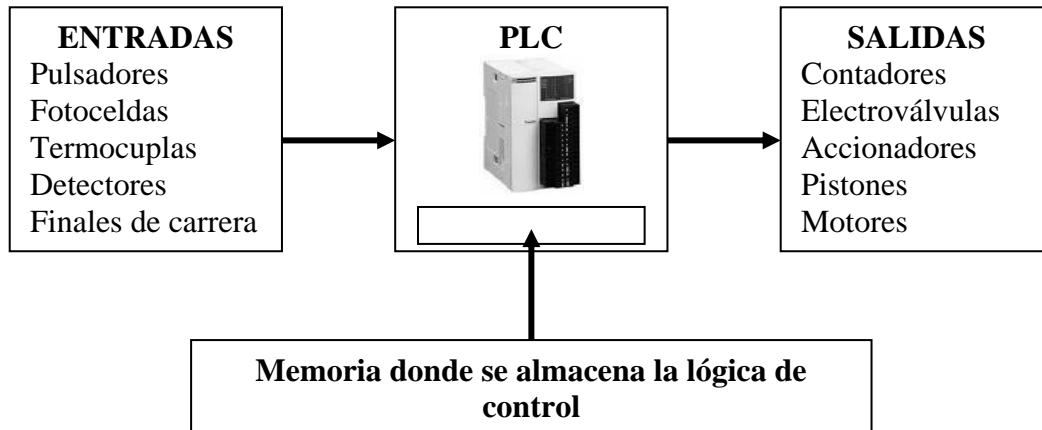 ENTRADAS
Pulsadores
Fotoceldas
Termocuplas
Detectores
Finales de carrera
PLC
SALIDAS
Contadores
Electroválvulas
Accionadores
Pistones
Motores
Memoria donde se almacena la lógica de
control